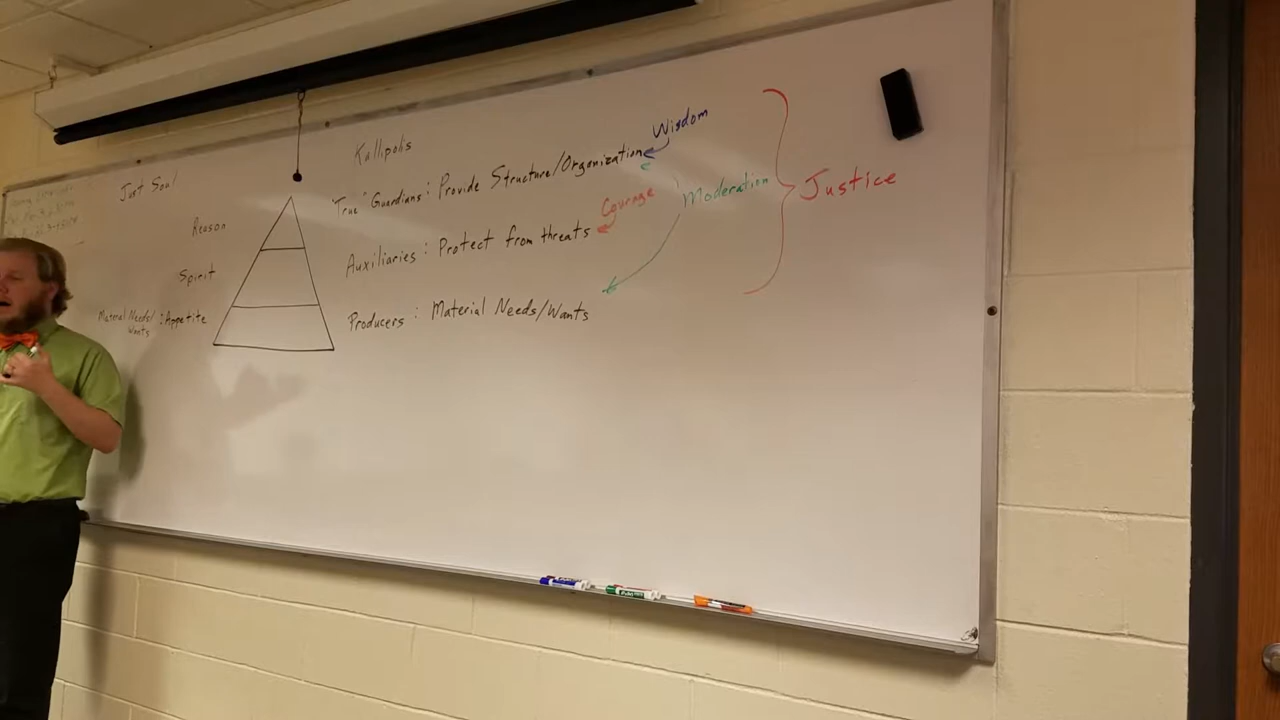 Kallipolis
Just Soul
Wisdom
"True" Guardians: Provide Structure/Organization
Reason
Moderation
Justice
Courage
Auxiliaries: Protect from threats
Spirit
Material Needs/Wants: Appetite
Producers: Material Needs/Wants